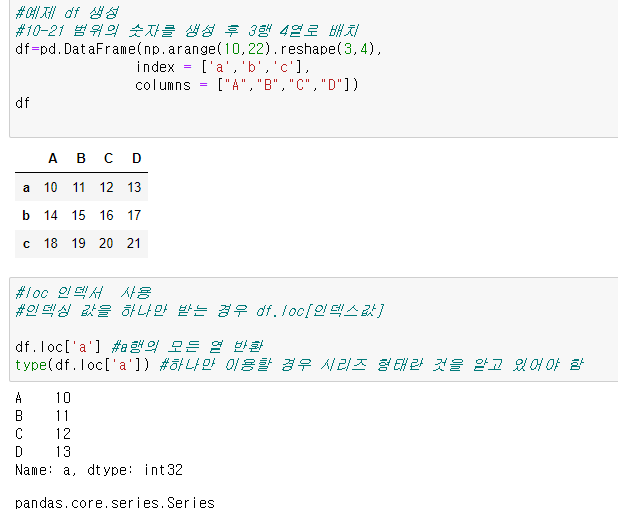 #예제 df 생성
#10-21 범위의 숫자를 생성 후 3행 4열로 배치
df=pd.DataFrame(np.arange(10,22).reshape(3,4),
index = ['a','b','c'],
columns = ["A","B","C","D"])
df
A B C D
a 10 11 12 13
b 14 15 16 17
c 18 19 20 21
#loc 인덱서 사용
#인덱싱 값을 하나만 받는 경우 df.loc[인덱스값]
df.loc['a'] #a행의 모든 열 반환
type(df.loc['a']) #하나만 이용할 경우 시리즈 형태란 것을 알고 있어야 함
A 10
B 11
C 12
D 13
Name: a, dtype: int32
pandas.core.series.Series